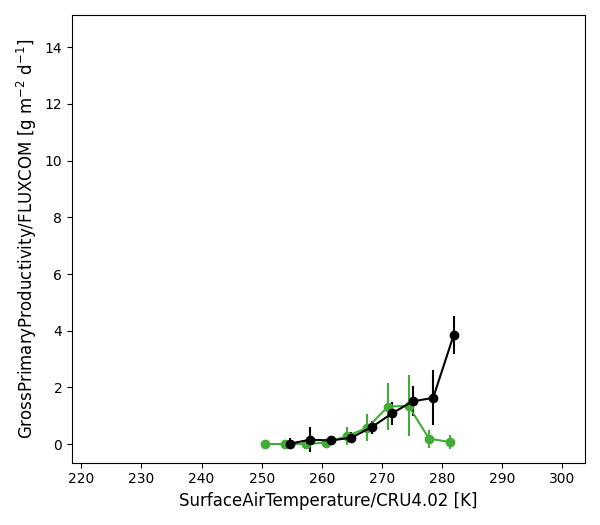 GrossPrimaryProductivity/FLUXCOM [g m⁻² d⁻¹]
14
12
10
8
6
4
2
0
220 230 240 250 260 270 280 290 300
SurfaceAirTemperature/CRU4.02 [K]